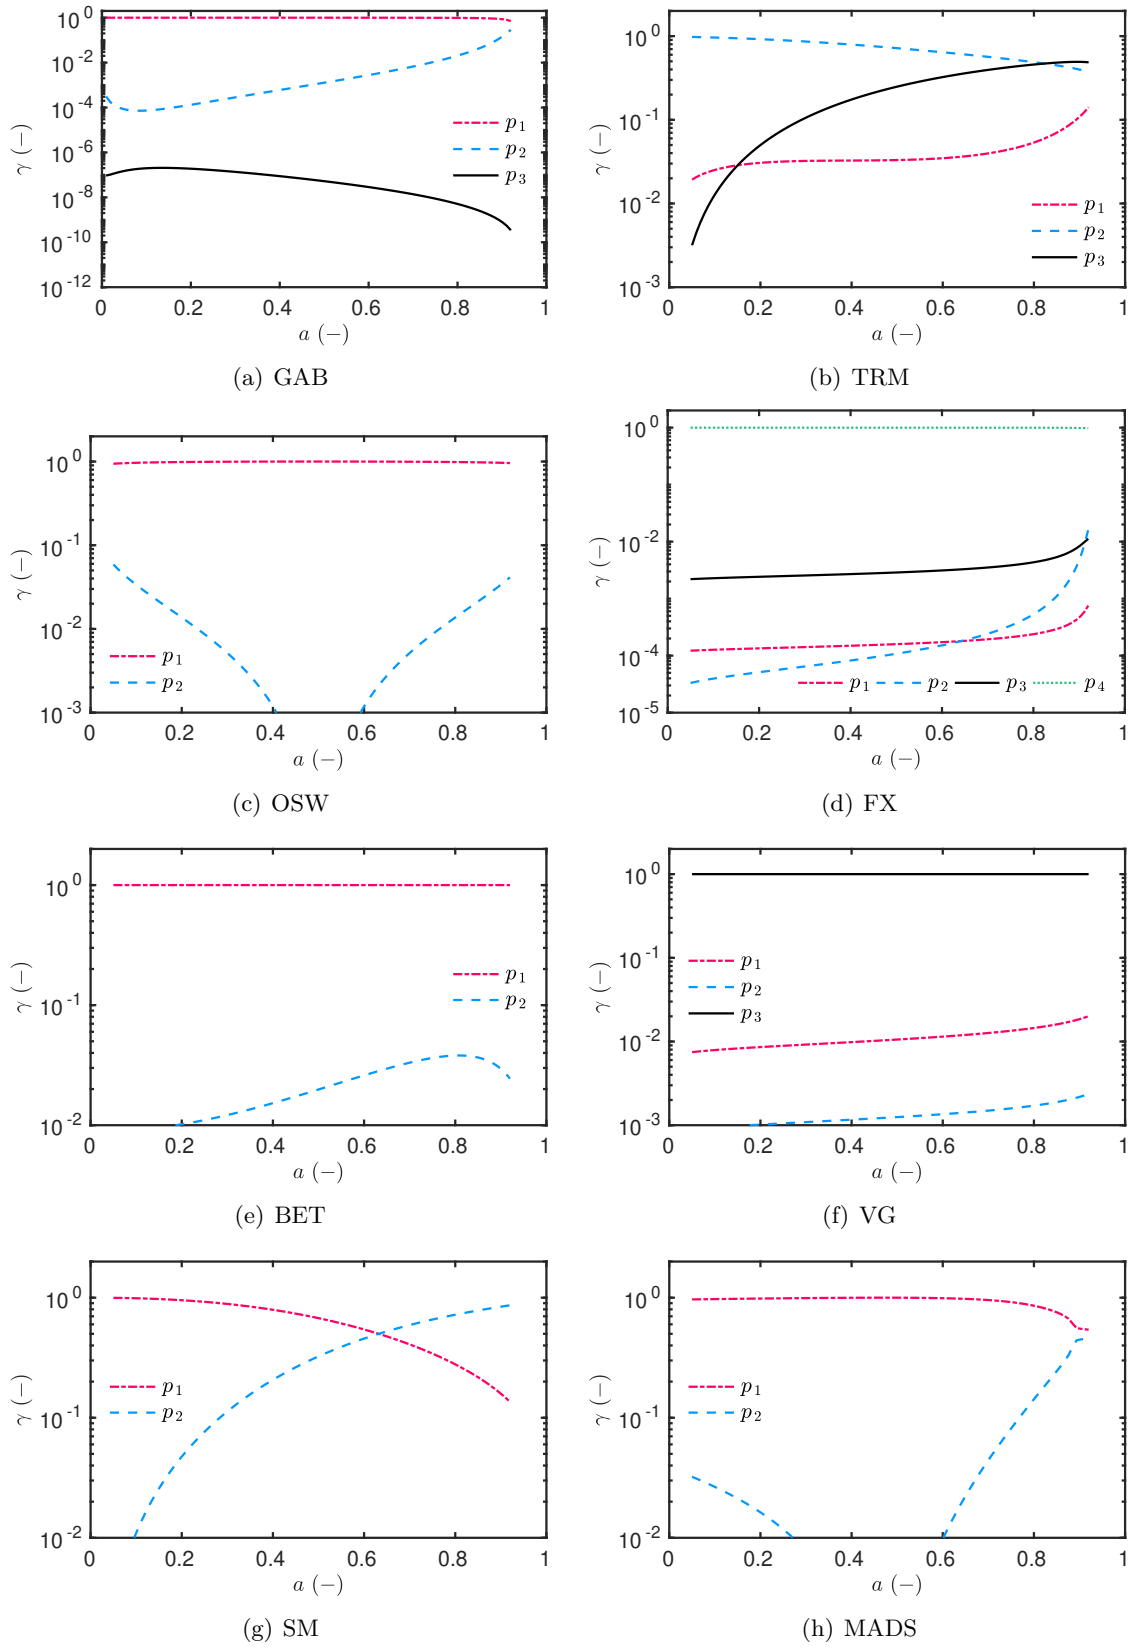 10^0
10^-2
10^-4
10^-6
10^-8
10^-10
10^-12
γ (−)
p1
p2
p3
0 0.2 0.4 0.6 0.8 1
a (−)
(a) GAB
10^0
10^-1
10^-2
10^-3
γ (−)
p1
p2
p3
0 0.2 0.4 0.6 0.8 1
a (−)
(b) TRM
10^0
10^-1
10^-2
10^-3
γ (−)
p1
p2
0 0.2 0.4 0.6 0.8 1
a (−)
(c) OSW
10^0
10^-2
10^-4
10^-5
γ (−)
p1 p2 p3 p4
0 0.2 0.4 0.6 0.8 1
a (−)
(d) FX
10^0
10^-1
10^-2
γ (−)
p1
p2
0 0.2 0.4 0.6 0.8 1
a (−)
(e) BET
10^0
10^-1
10^-2
10^-3
γ (−)
p1
p2
p3
0 0.2 0.4 0.6 0.8 1
a (−)
(f) VG
10^0
10^-1
10^-2
γ (−)
p1
p2
0 0.2 0.4 0.6 0.8 1
a (−)
(g) SM
10^0
10^-1
10^-2
γ (−)
p1
p2
0 0.2 0.4 0.6 0.8 1
a (−)
(h) MADS